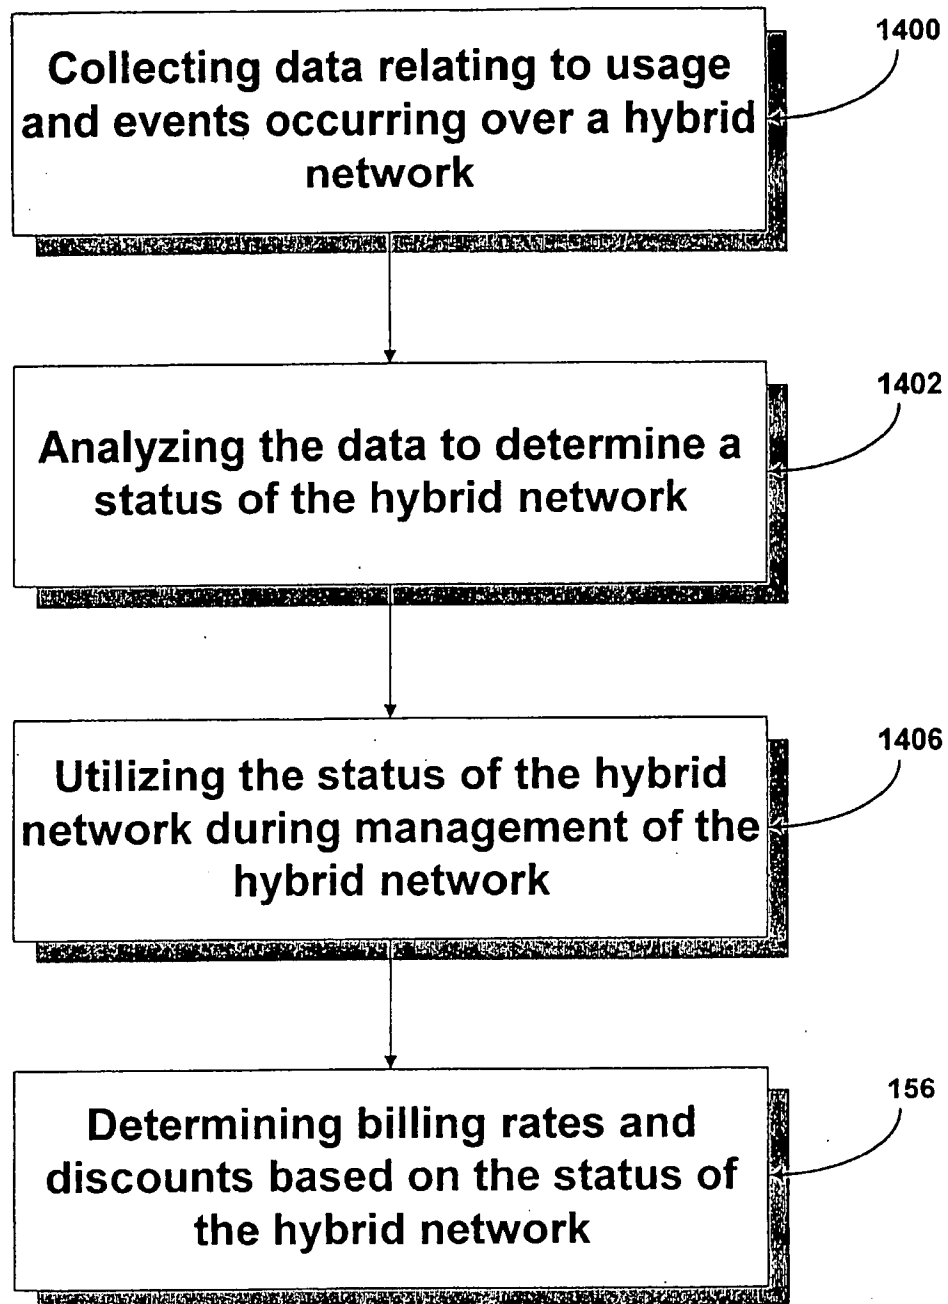 1400
Collecting data relating to usage
and events occurring over a hybrid
network
1402
Analyzing the data to determine a
status of the hybrid network
1406
Utilizing the status of the hybrid
network during management of the
hybrid network
156
Determining billing rates and
discounts based on the status of
the hybrid network